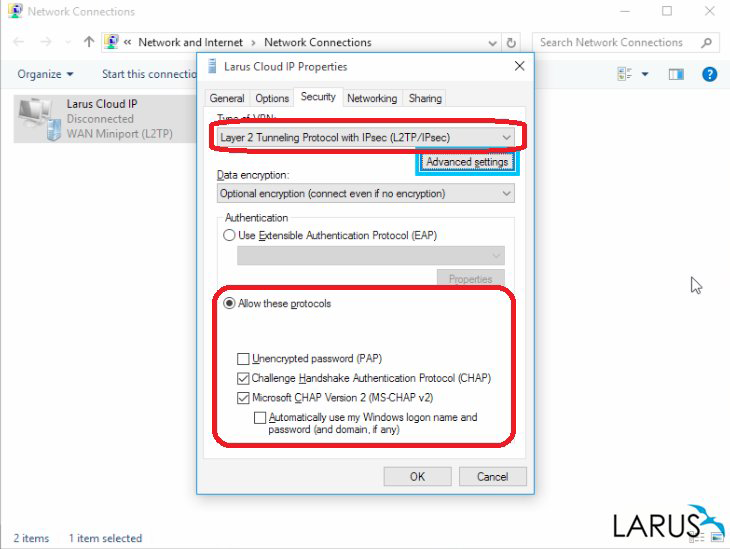 Network Connections
« Network and Internet > Network Connections
Search Network Connections
Organize
Start this connectio
Larus Cloud IP
Disconnected
WAN Miniport (L2TP)
Larus Cloud IP Properties
General Options Security Networking Sharing
Type of VPN:
Layer 2 Tunneling Protocol with IPsec (L2TP/IPsec)
Advanced settings
Data encryption:
Optional encryption (connect even if no encryption)
Authentication
Use Extensible Authentication Protocol (EAP)
Properties
Allow these protocols
Unencrypted password (PAP)
Challenge Handshake Authentication Protocol (CHAP)
Microsoft CHAP Version 2 (MS-CHAP v2)
Automatically use my Windows logon name and
password (and domain, if any)
OK Cancel
2 items 1 item selected
LARUS